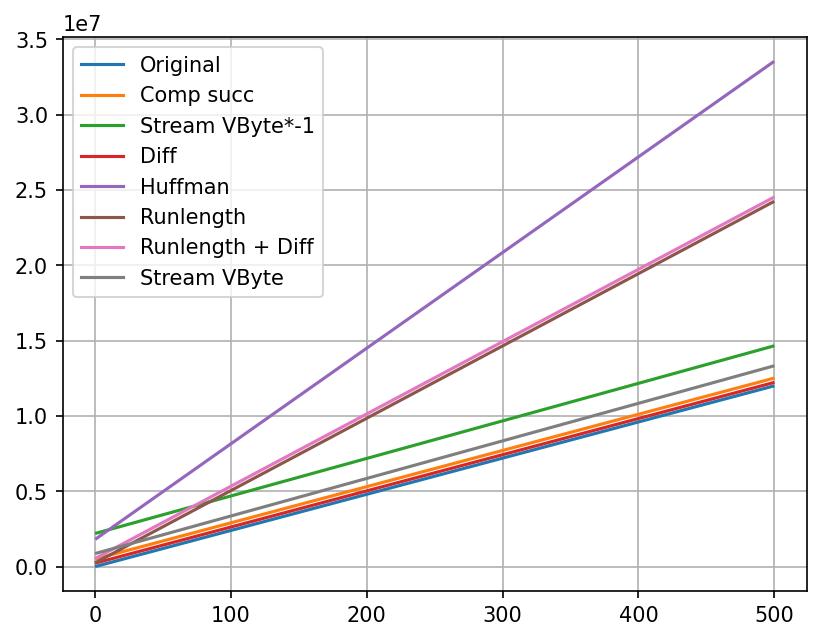 1e7
3.5
3.0
2.5
2.0
1.5
1.0
0.5
0.0
Original
Comp succ
Stream VByte*-1
Diff
Huffman
Runlength
Runlength + Diff
Stream VByte
0 100 200 300 400 500